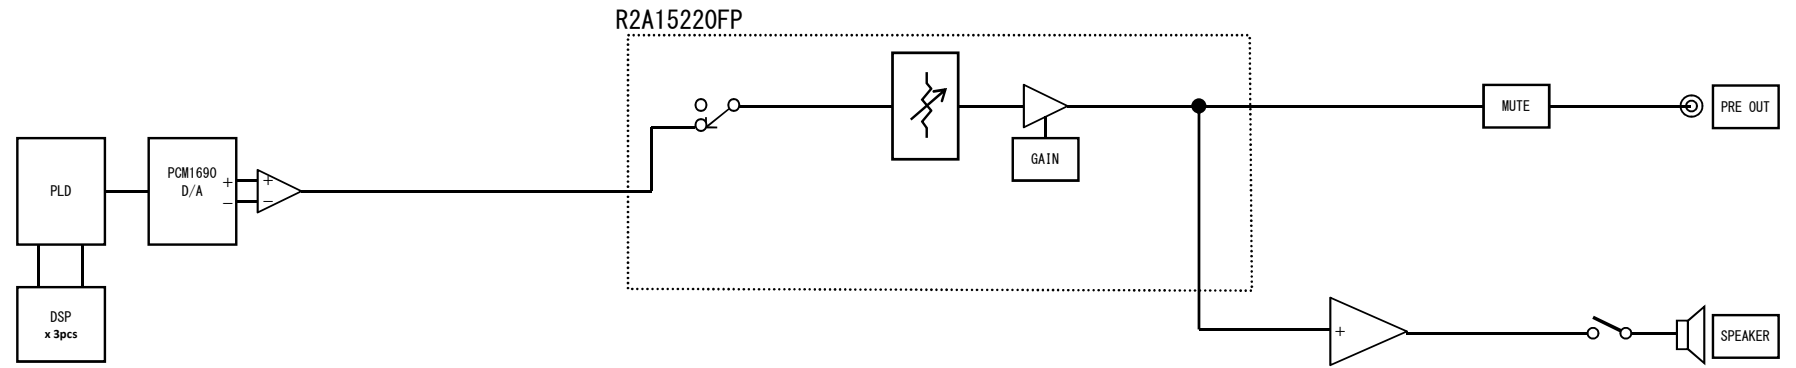 R2A15220FP
MUTE
PRE OUT
GAIN
PLD
PCM1690
D/A
+
−
+
−
DSP
x 3pcs
+
SPEAKER